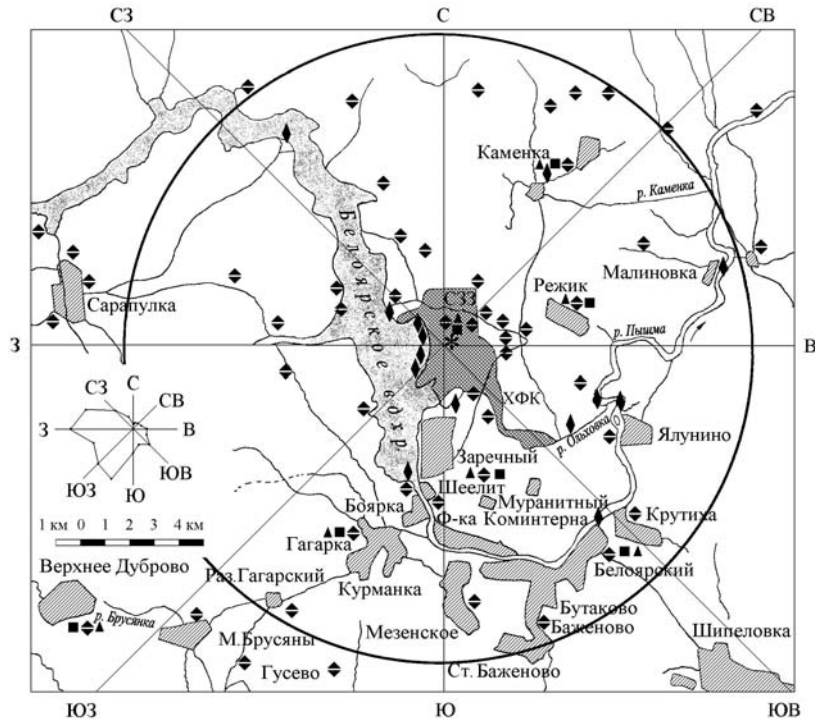 СЗ
С
СВ
Каменка
р. Каменка
Белоярское вдхр
Малиновка
Режик
Сарапулка
СЗЗ
р. Пышма
З
В
ХФК
С
СЗ
СВ
З
В
ЮЗ
ЮВ
Ю
р. Ольховка
Ялунино
Заречный
Шеелит
Боярка
Муранитный
1 км 0 1 2 3 4 км
Ф-ка
Коминтерна
Крутиха
Гагарка
Верхнее Дуброво
Белоярский
Раз.Гагарский
Курманка
р. Брусянка
Бутаково
Баженово
М.Брусяны
Мезенское
Шипеловка
Гусево
Ст. Баженово
ЮЗ
Ю
ЮВ